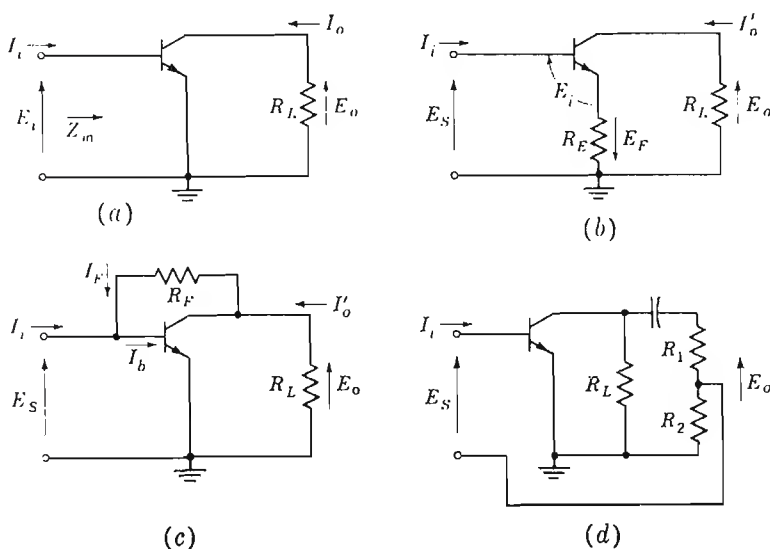 I_i
I_o
E_i
Z_in
R_L
E_o
(a)
I_i
I'_o
E_i
E_S
R_E
E_F
R_L
E_o
(b)
I_F
R_F
I_i
I'_o
I_b
E_S
R_L
E_o
(c)
I_i
E_S
R_L
R_1
R_2
E_o
(d)